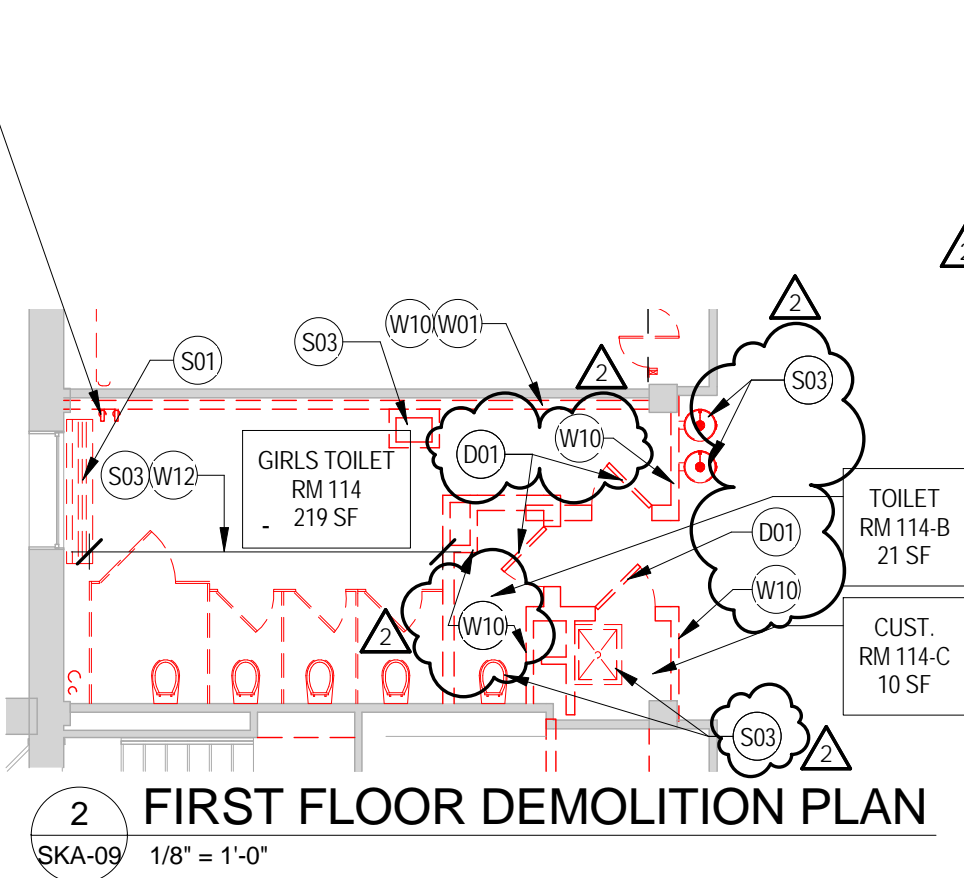 2
2
S01
S03
W10 W01
2
S03
D01
W10
S03 W12
GIRLS TOILET
RM 114
219 SF
-
TOILET
RM 114-B
21 SF
D01
W10
W10
2
CUST.
RM 114-C
10 SF
S03
2
2
SKA-09
FIRST FLOOR DEMOLITION PLAN
1/8" = 1'-0"